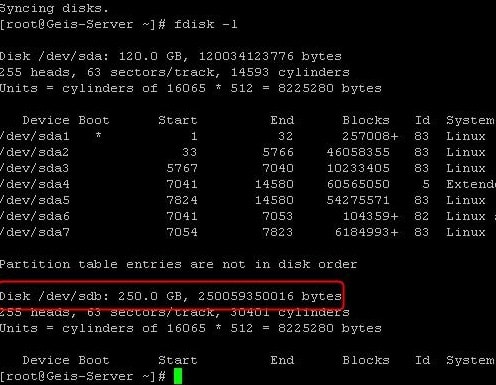 Syncing disks.
[root@Geis-Server ~]# fdisk -l
Disk /dev/sda: 120.0 GB, 120034123776 bytes
255 heads, 63 sectors/track, 14593 cylinders
Units = cylinders of 16065 * 512 = 8225280 bytes
Device Boot Start End Blocks Id System
/dev/sda1 * 1 32 257008+ 83 Linux
/dev/sda2 33 5766 46058355 83 Linux
/dev/sda3 5767 7040 10233405 83 Linux
/dev/sda4 7041 14580 60565050 5 Extende
/dev/sda5 7824 14580 54275571 83 Linux
/dev/sda6 7041 7053 104359+ 82 Linux s
/dev/sda7 7054 7823 6184993+ 83 Linux
Partition table entries are not in disk order
Disk /dev/sdb: 250.0 GB, 250059350016 bytes
255 heads, 63 sectors/track, 30401 cylinders
Units = cylinders of 16065 * 512 = 8225280 bytes
Device Boot Start End Blocks Id System
[root@Geis-Server ~]#